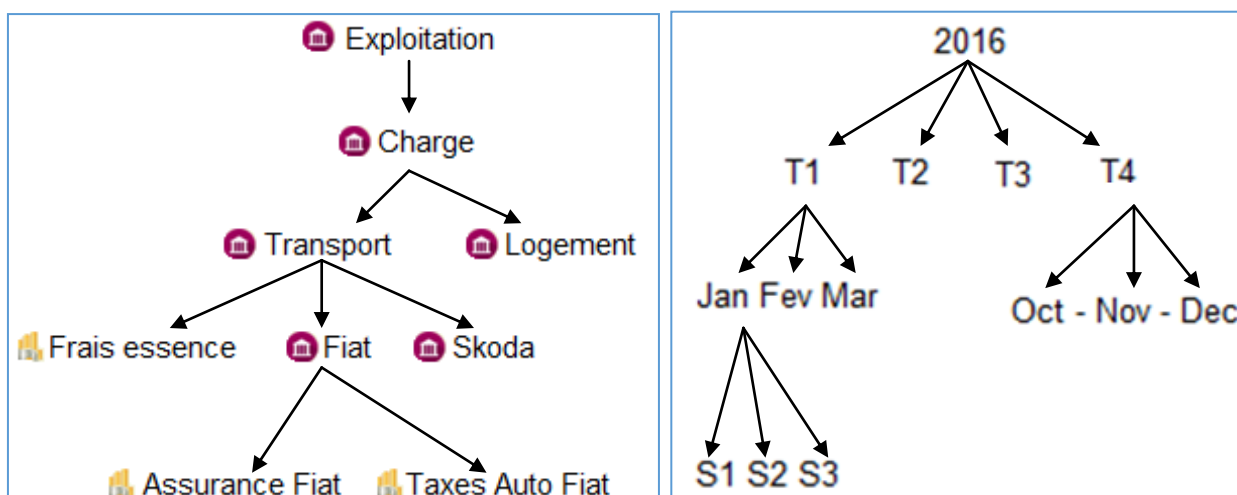 Exploitation
Charge
Transport
Logement
Frais essence
Fiat
Skoda
Assurance Fiat
Taxes Auto Fiat
2016
T1
T2
T3
T4
Jan Fev Mar
Oct - Nov - Dec
S1 S2 S3